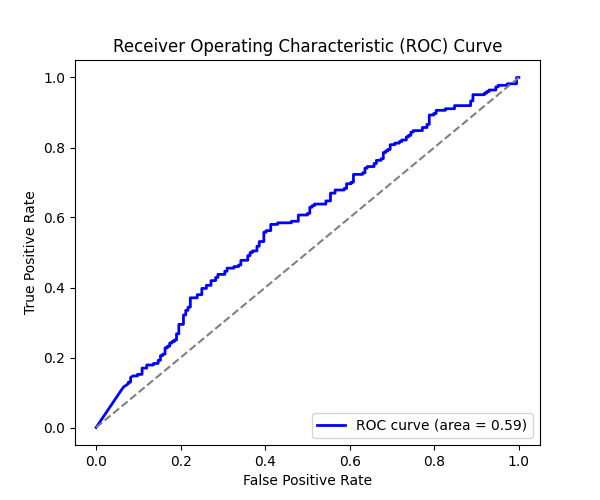 Receiver Operating Characteristic (ROC) Curve
1.0
0.8
0.6
0.4
0.2
0.0
True Positive Rate
ROC curve (area = 0.59)
0.0 0.2 0.4 0.6 0.8 1.0
False Positive Rate